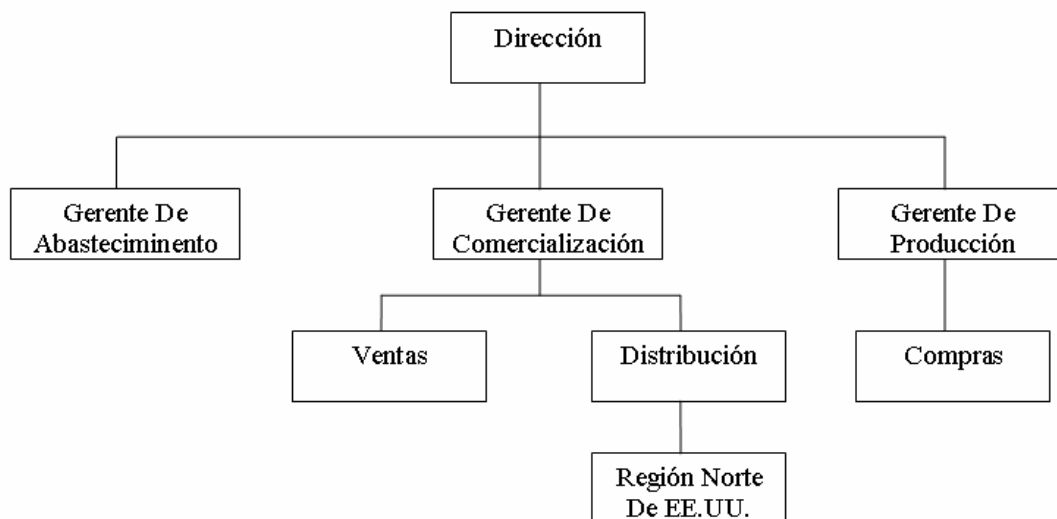 Dirección
Gerente De
Abasteciminento
Gerente De
Comercialización
Gerente De
Producción
Ventas
Distribución
Compras
Región Norte
De EE.UU.